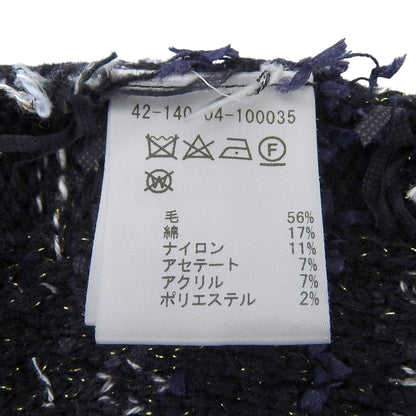 42-140 04-100035
F
W
毛 56%
綿 17%
ナイロン 11%
アセテート 7%
アクリル 7%
ポリエステル 2%